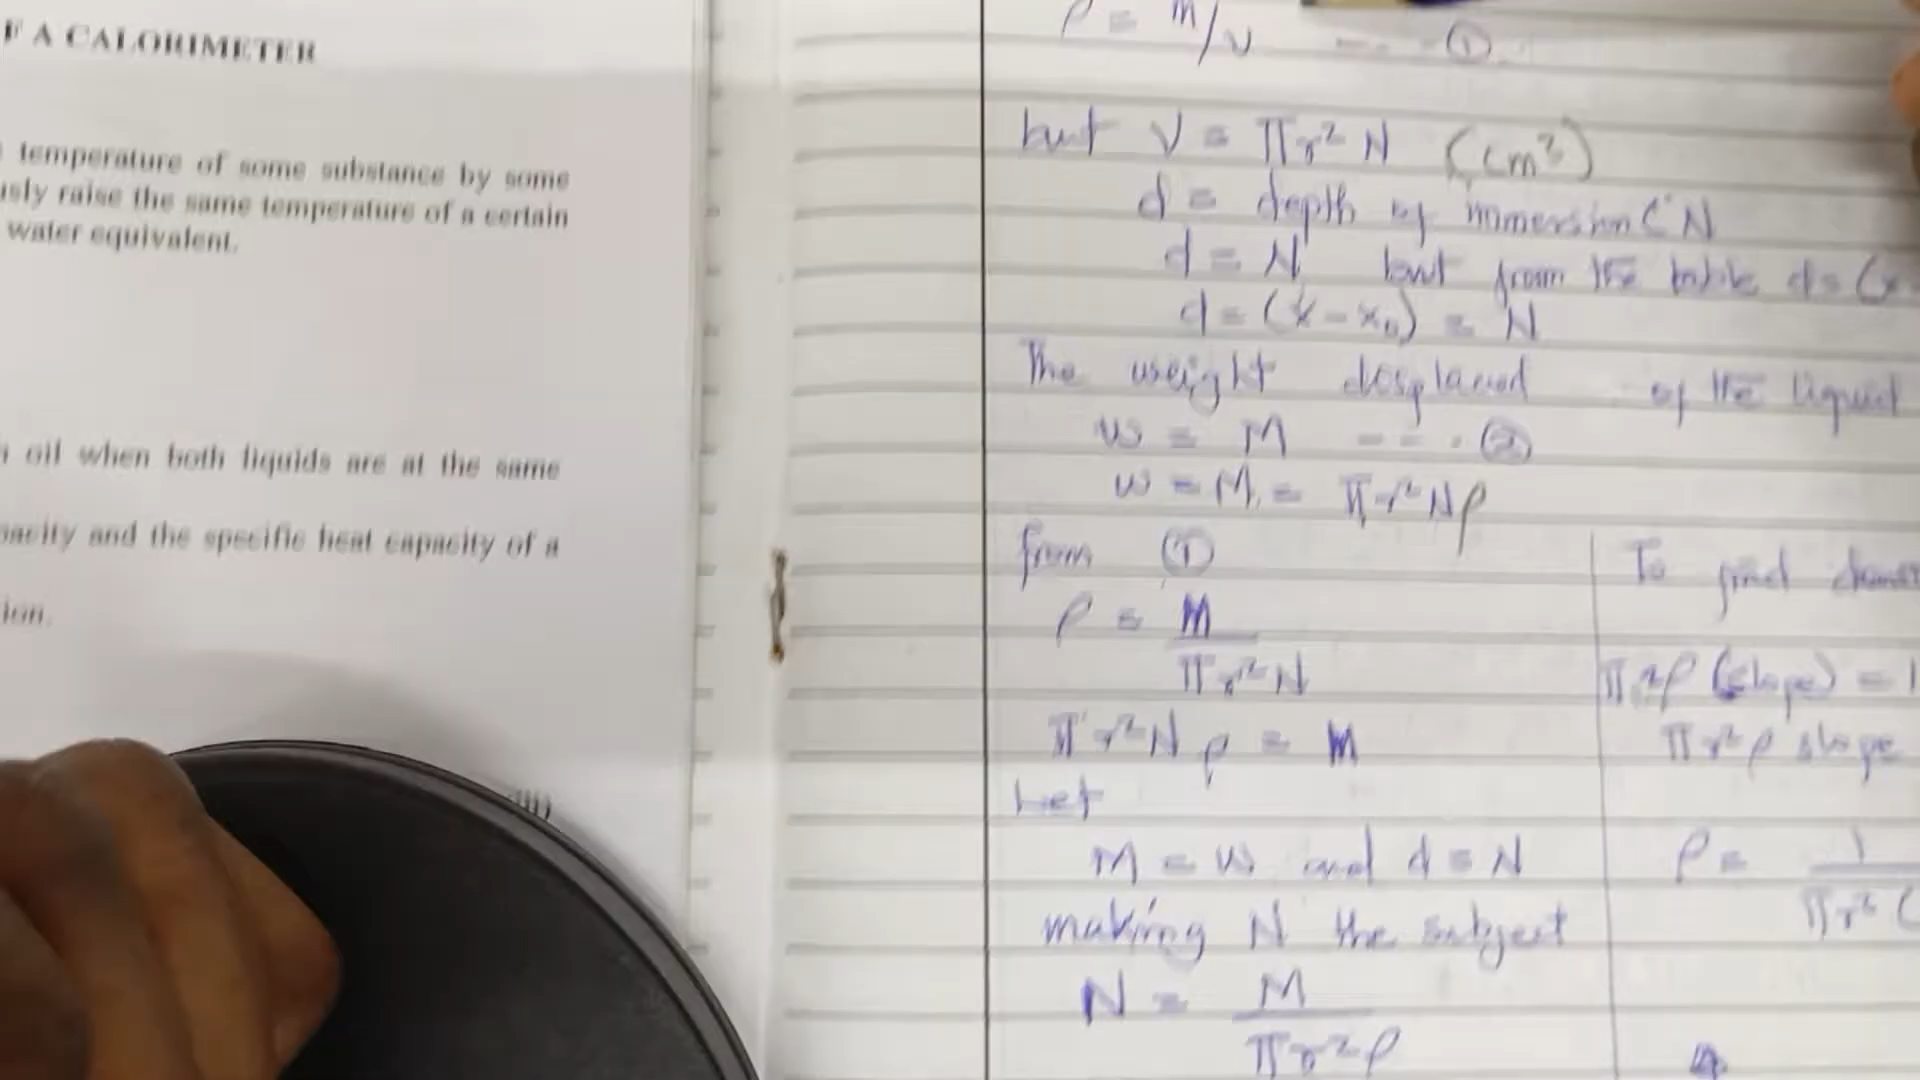 F A CALORIMETER
temperature of some substance by some
usly raise the same temperature of a certain
water equivalent.
oil when both liquids are at the same
pacity and the specific heat capacity of a
ion.
ρ = m/v --- ①
but V = πr² N (cm³)
d = depth of immersion (N
d = N but from the table d = (x
d = (x - x₀) = N
The weight displaced of the liquid
w = M --- ②
w = M = πr²Nρ
from ①
ρ = M / πr²N
πr²Nρ = M
Let
M = w and d = N
making N the subject
N = M / πr²ρ
To find
πr²ρ (slope) = 1
πr²ρ slope
ρ = 1 / πr² (